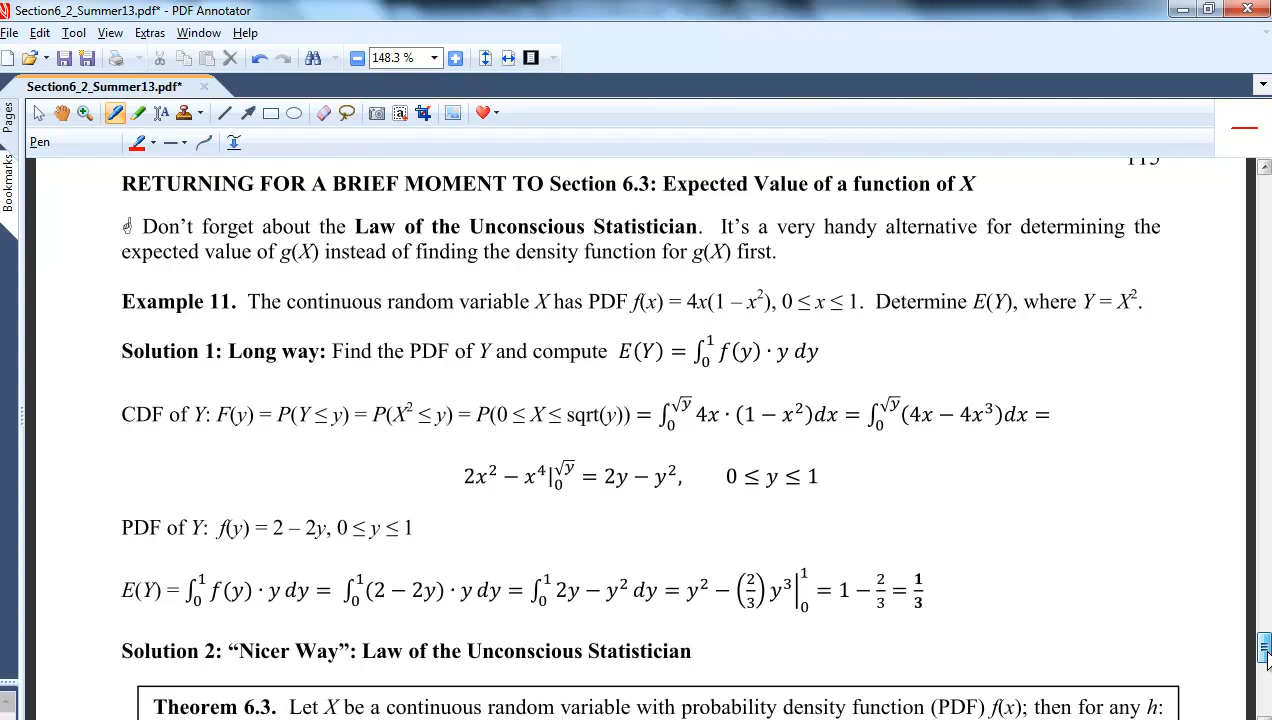 Section6_2_Summer13.pdf* - PDF Annotator
File Edit Tool View Extras Window Help
148.3 %
Section6_2_Summer13.pdf*
Pen
Pages
Bookmarks
115
RETURNING FOR A BRIEF MOMENT TO Section 6.3: Expected Value of a function of X
Don't forget about the Law of the Unconscious Statistician. It's a very handy alternative for determining the
expected value of g(X) instead of finding the density function for g(X) first.
Example 11. The continuous random variable X has PDF f(x) = 4x(1 – x²), 0 ≤ x ≤ 1. Determine E(Y), where Y = X².
Solution 1: Long way: Find the PDF of Y and compute E(Y) = ∫₀¹ f(y) · y dy
CDF of Y: F(y) = P(Y ≤ y) = P(X² ≤ y) = P(0 ≤ X ≤ sqrt(y)) = ∫₀^√y 4x · (1 − x²)dx = ∫₀^√y (4x − 4x³)dx =
2x² − x⁴|₀^√y = 2y − y², 0 ≤ y ≤ 1
PDF of Y: f(y) = 2 – 2y, 0 ≤ y ≤ 1
E(Y) = ∫₀¹ f(y) · y dy = ∫₀¹(2 − 2y) · y dy = ∫₀¹ 2y − y² dy = y² − (2/3) y³|₀¹ = 1 − 2/3 = 1/3
Solution 2: "Nicer Way": Law of the Unconscious Statistician
Theorem 6.3. Let X be a continuous random variable with probability density function (PDF) f(x); then for any h: